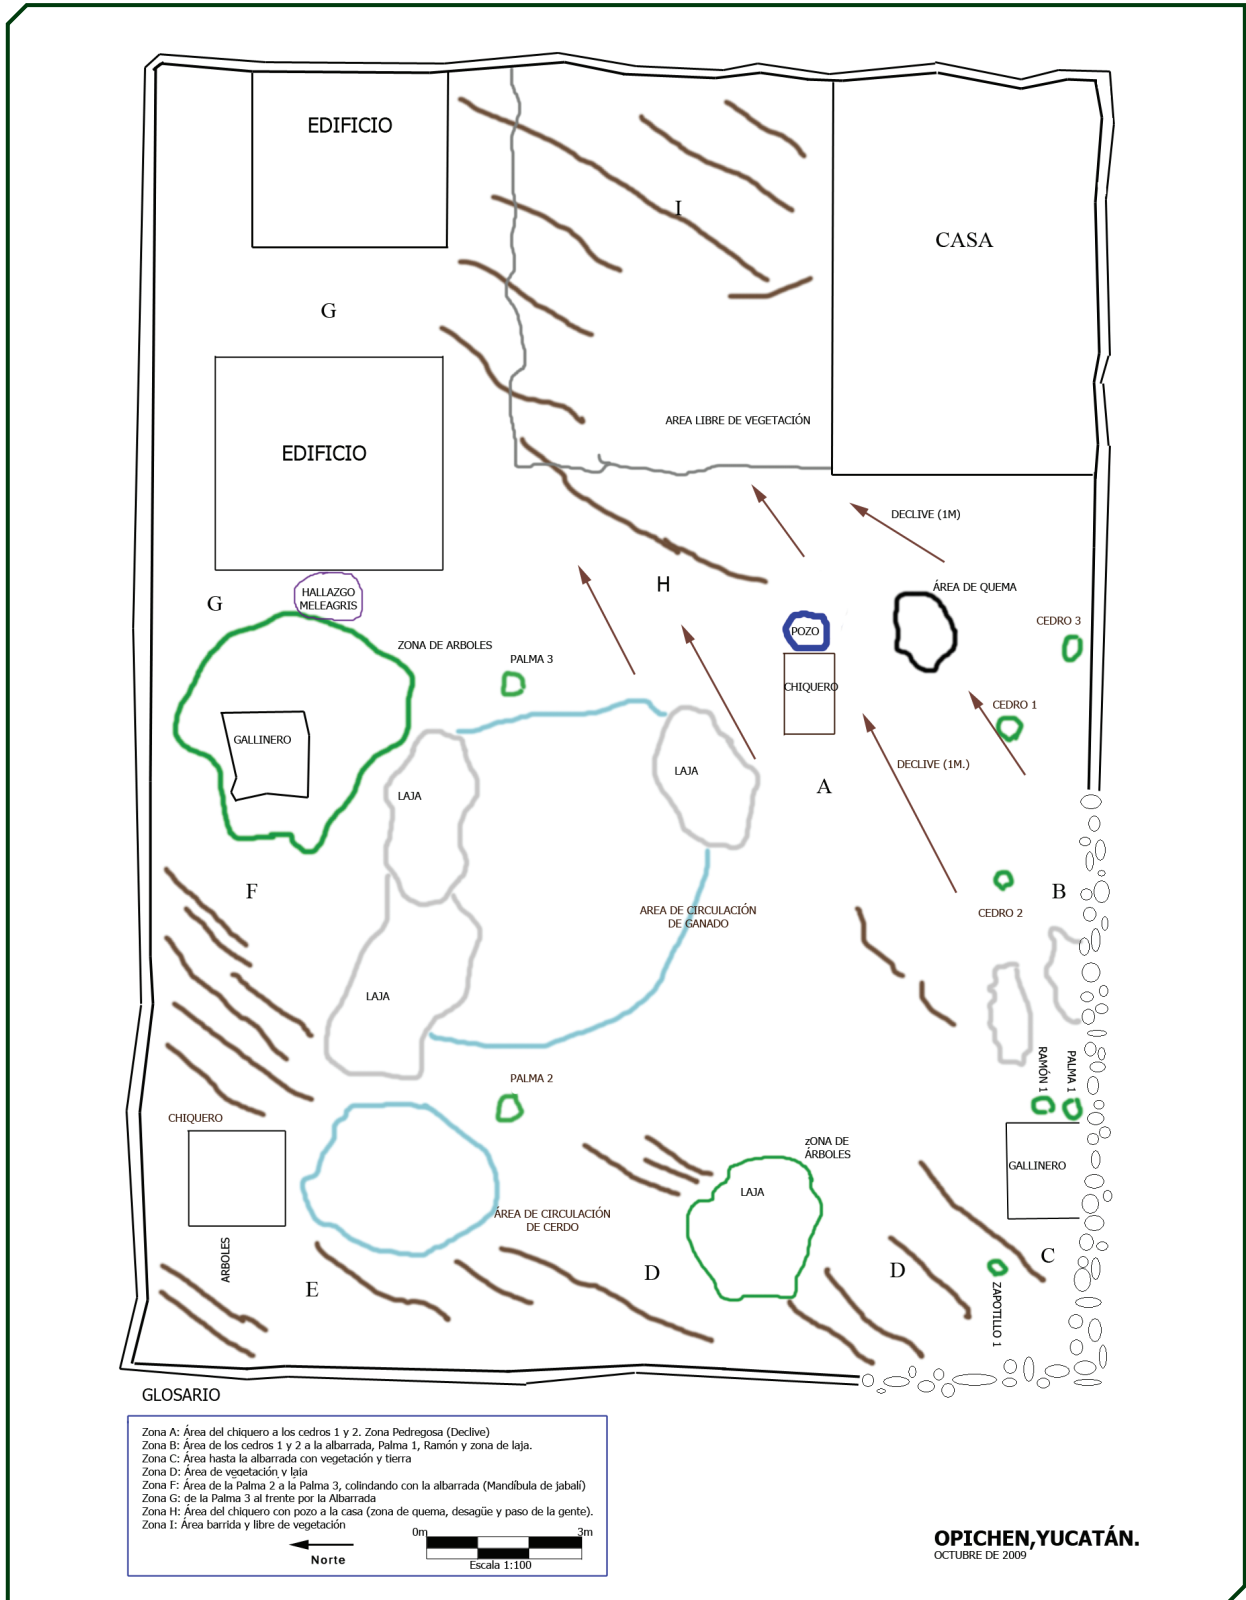 EDIFICIO
I
CASA
G
AREA LIBRE DE VEGETACIÓN
EDIFICIO
DECLIVE (1M)
H
ÁREA DE QUEMA
HALLAZGO
MELEAGRIS
G
CEDRO 3
POZO
ZONA DE ARBOLES
PALMA 3
CHIQUERO
CEDRO 1
GALLINERO
LAJA
DECLIVE (1M.)
LAJA
A
F
B
AREA DE CIRCULACIÓN
DE GANADO
CEDRO 2
LAJA
RAMÓN 1
PALMA 1
PALMA 2
CHIQUERO
zONA DE
ÁRBOLES
GALLINERO
LAJA
ÁREA DE CIRCULACIÓN
DE CERDO
ARBOLES
C
D
D
E
ZAPOTILLO 1
GLOSARIO
Zona A: Área del chiquero a los cedros 1 y 2. Zona Pedregosa (Declive)
Zona B: Área de los cedros 1 y 2 a la albarrada, Palma 1, Ramón y zona de laja.
Zona C: Área hasta la albarrada con vegetación y tierra
Zona D: Área de vegetación y laja
Zona F: Área de la Palma 2 a la Palma 3, colindando con la albarrada (Mandíbula de jabalí)
Zona G: de la Palma 3 al frente por la Albarrada
Zona H: Área del chiquero con pozo a la casa (zona de quema, desagüe y paso de la gente).
Zona I: Área barrida y libre de vegetación
0m 3m
Norte
Escala 1:100
OPICHEN,YUCATÁN.
OCTUBRE DE 2009